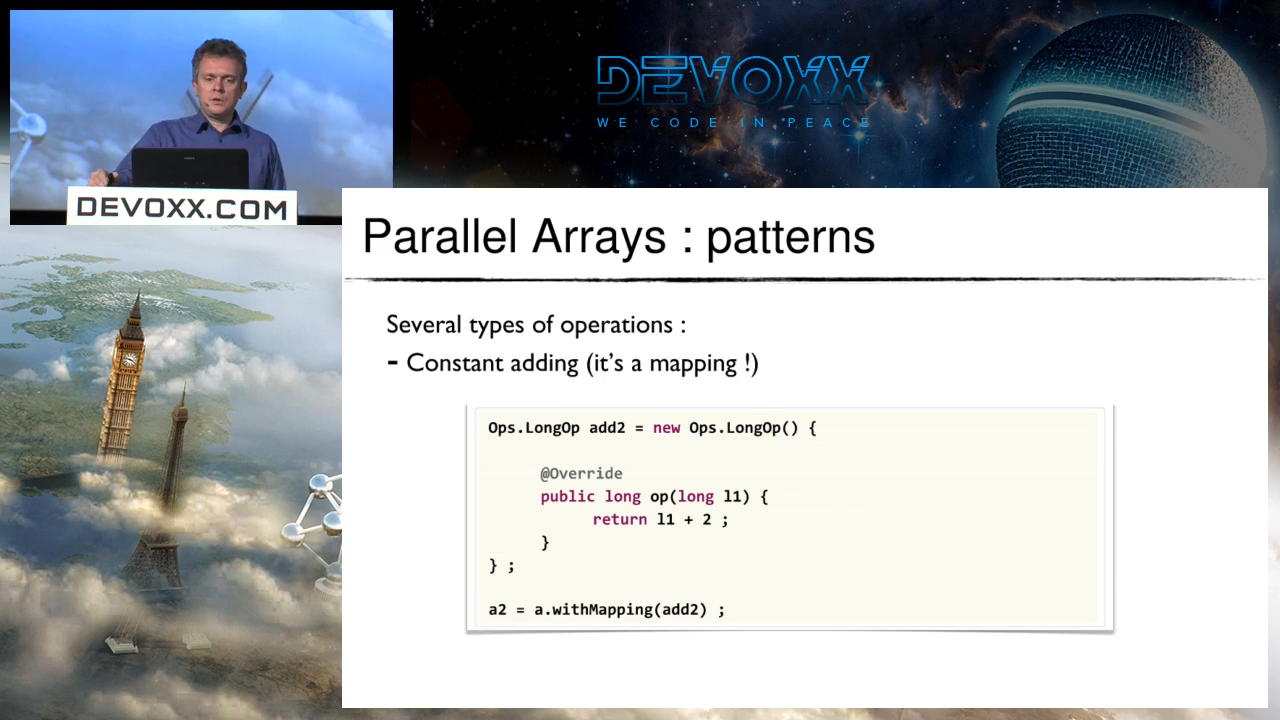 DEVOXX
WE CODE IN PEACE
DEVOXX.COM
Parallel Arrays : patterns
Several types of operations :
- Constant adding (it's a mapping !)
Ops.LongOp add2 = new Ops.LongOp() {
@Override
public long op(long l1) {
return l1 + 2 ;
}
} ;
a2 = a.withMapping(add2) ;